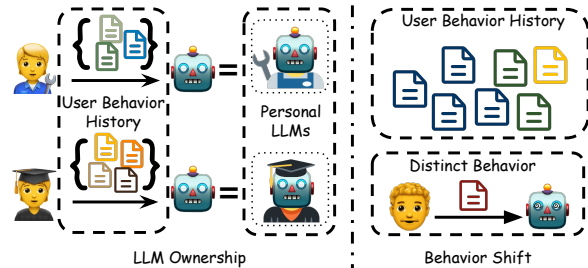 User Behavior
History
Personal
LLMs
LLM Ownership
User Behavior History
Distinct Behavior
Behavior Shift